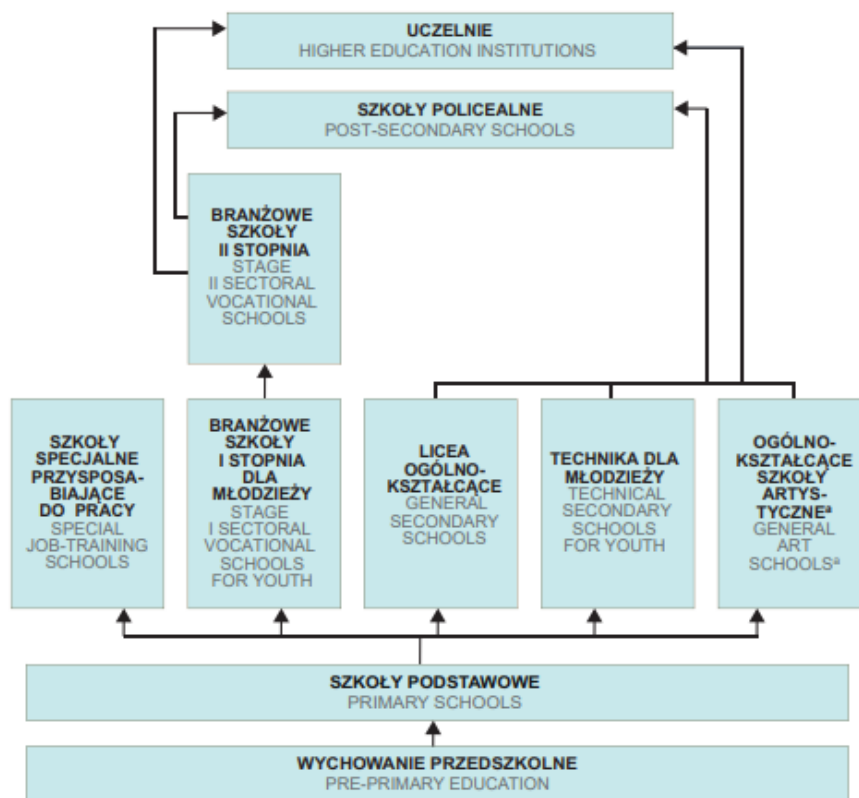 UCZELNIE
HIGHER EDUCATION INSTITUTIONS
SZKOŁY POLICEALNE
POST-SECONDARY SCHOOLS
BRANŻOWE
SZKOŁY
II STOPNIA
STAGE
II SECTORAL
VOCATIONAL
SCHOOLS
SZKOŁY
SPECJALNE
PRZYSPOSA-
BIAJĄCE
DO PRACY
SPECIAL
JOB-TRAINING
SCHOOLS
BRANŻOWE
SZKOŁY
I STOPNIA
DLA
MŁODZIEŻY
STAGE
I SECTORAL
VOCATIONAL
SCHOOLS
FOR YOUTH
LICEA
OGÓLNO-
KSZTAŁCĄCE
GENERAL
SECONDARY
SCHOOLS
TECHNIKA DLA
MŁODZIEŻY
TECHNICAL
SECONDARY
SCHOOLS
FOR YOUTH
OGÓLNO-
KSZTAŁCĄCE
SZKOŁY
ARTYS-
TYCZNEª
GENERAL
ART
SCHOOLSª
SZKOŁY PODSTAWOWE
PRIMARY SCHOOLS
WYCHOWANIE PRZEDSZKOLNE
PRE-PRIMARY EDUCATION